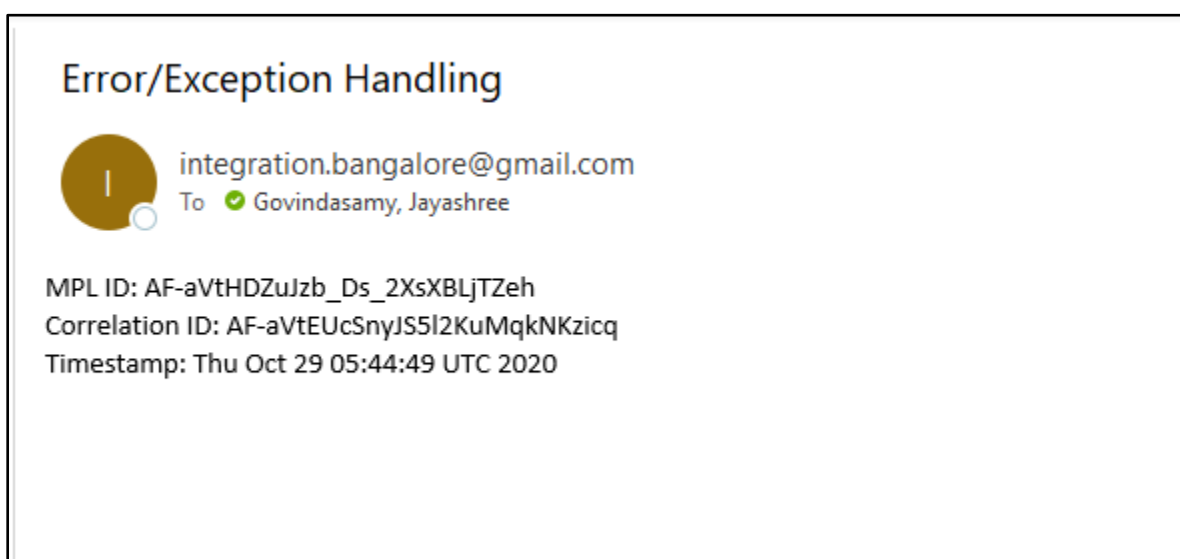 Error/Exception Handling
I
integration.bangalore@gmail.com
To Govindasamy, Jayashree
MPL ID: AF-aVtHDZuJzb_Ds_2XsXBLjTZeh
Correlation ID: AF-aVtEUcSnyJS5l2KuMqkNKzicq
Timestamp: Thu Oct 29 05:44:49 UTC 2020